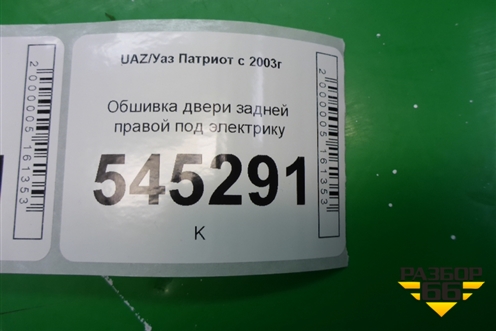 UAZ/Уаз Патриот с 2003г
Обшивка двери задней
правой под электрику
545291
K
2000005161353
2000005161353
РАЗБОР
66